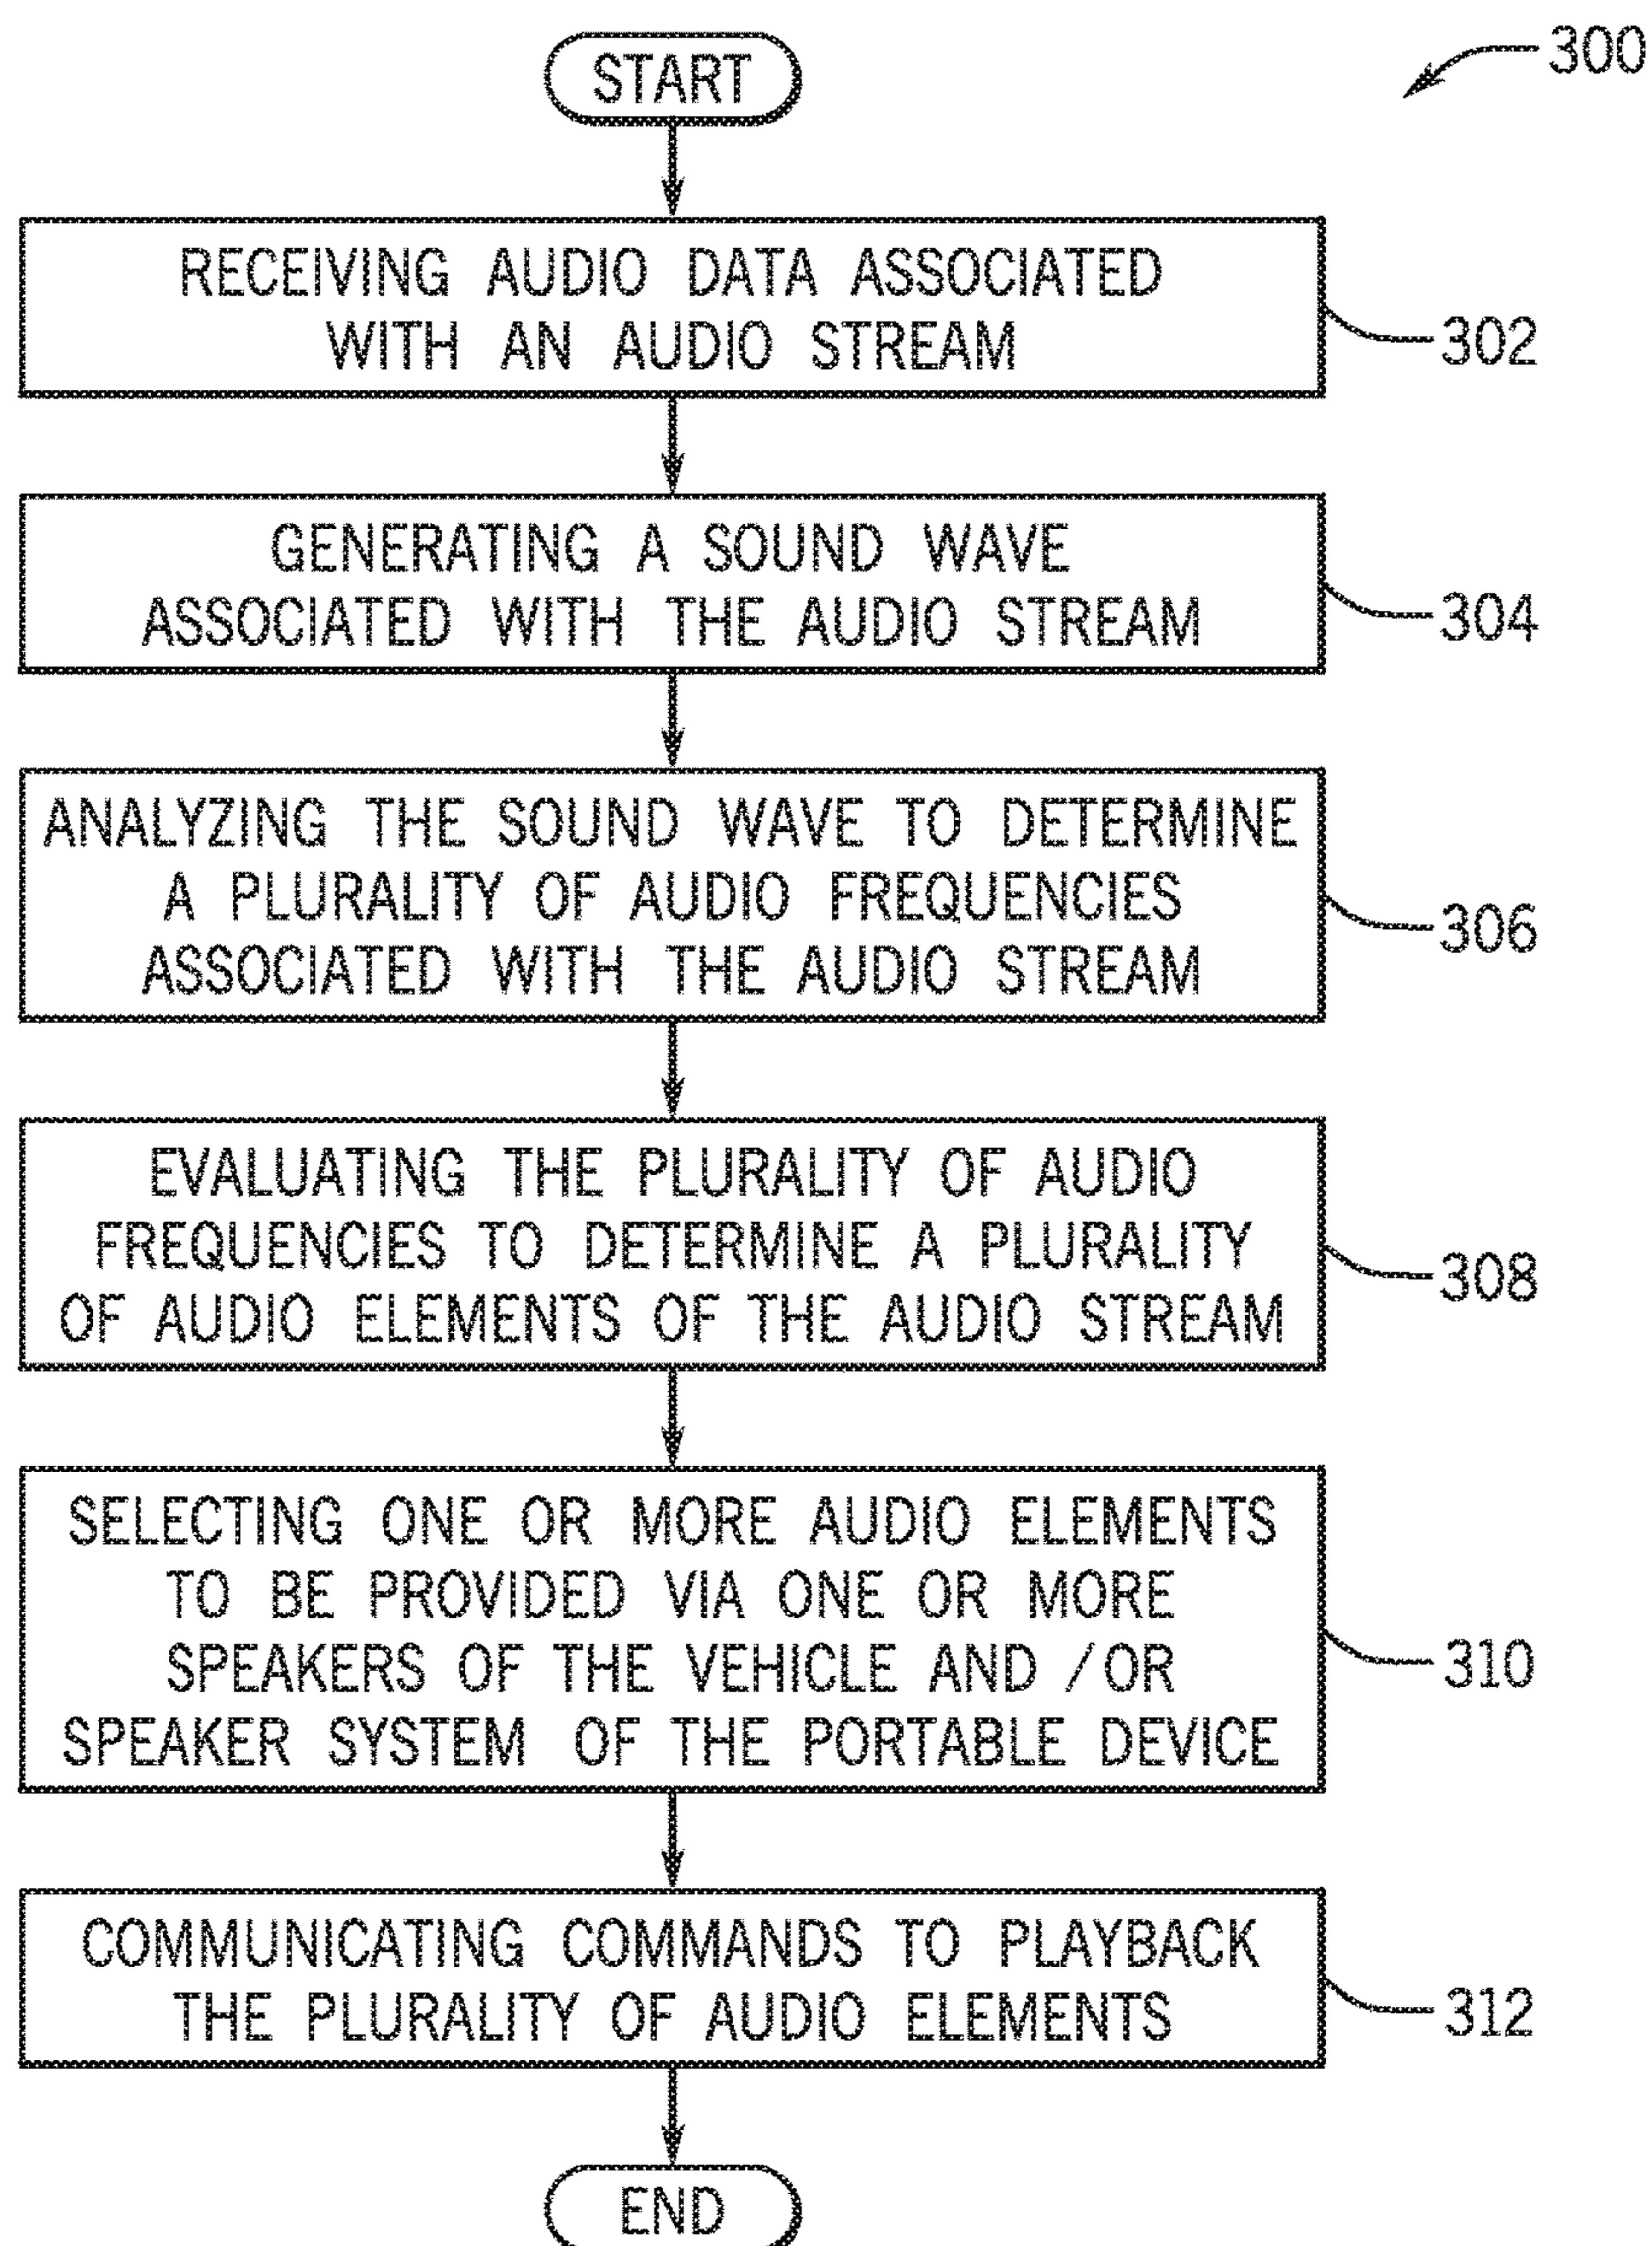 START
300
RECEIVING AUDIO DATA ASSOCIATED
WITH AN AUDIO STREAM
302
GENERATING A SOUND WAVE
ASSOCIATED WITH THE AUDIO STREAM
304
ANALYZING THE SOUND WAVE TO DETERMINE
A PLURALITY OF AUDIO FREQUENCIES
ASSOCIATED WITH THE AUDIO STREAM
306
EVALUATING THE PLURALITY OF AUDIO
FREQUENCIES TO DETERMINE A PLURALITY
OF AUDIO ELEMENTS OF THE AUDIO STREAM
308
SELECTING ONE OR MORE AUDIO ELEMENTS
TO BE PROVIDED VIA ONE OR MORE
SPEAKERS OF THE VEHICLE AND /OR
SPEAKER SYSTEM OF THE PORTABLE DEVICE
310
COMMUNICATING COMMANDS TO PLAYBACK
THE PLURALITY OF AUDIO ELEMENTS
312
END